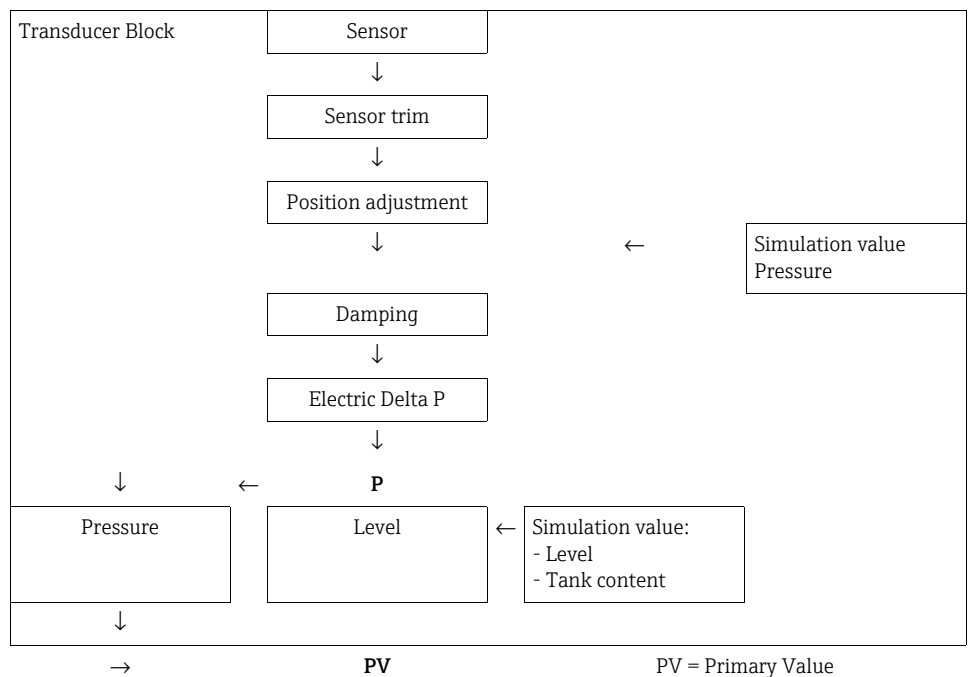 Transducer Block
Sensor
↓
Sensor trim
↓
Position adjustment
↓
←
Simulation value
Pressure
Damping
↓
Electric Delta P
↓
↓ ← P
Pressure
Level
←
Simulation value:
- Level
- Tank content
↓
→ PV PV = Primary Value